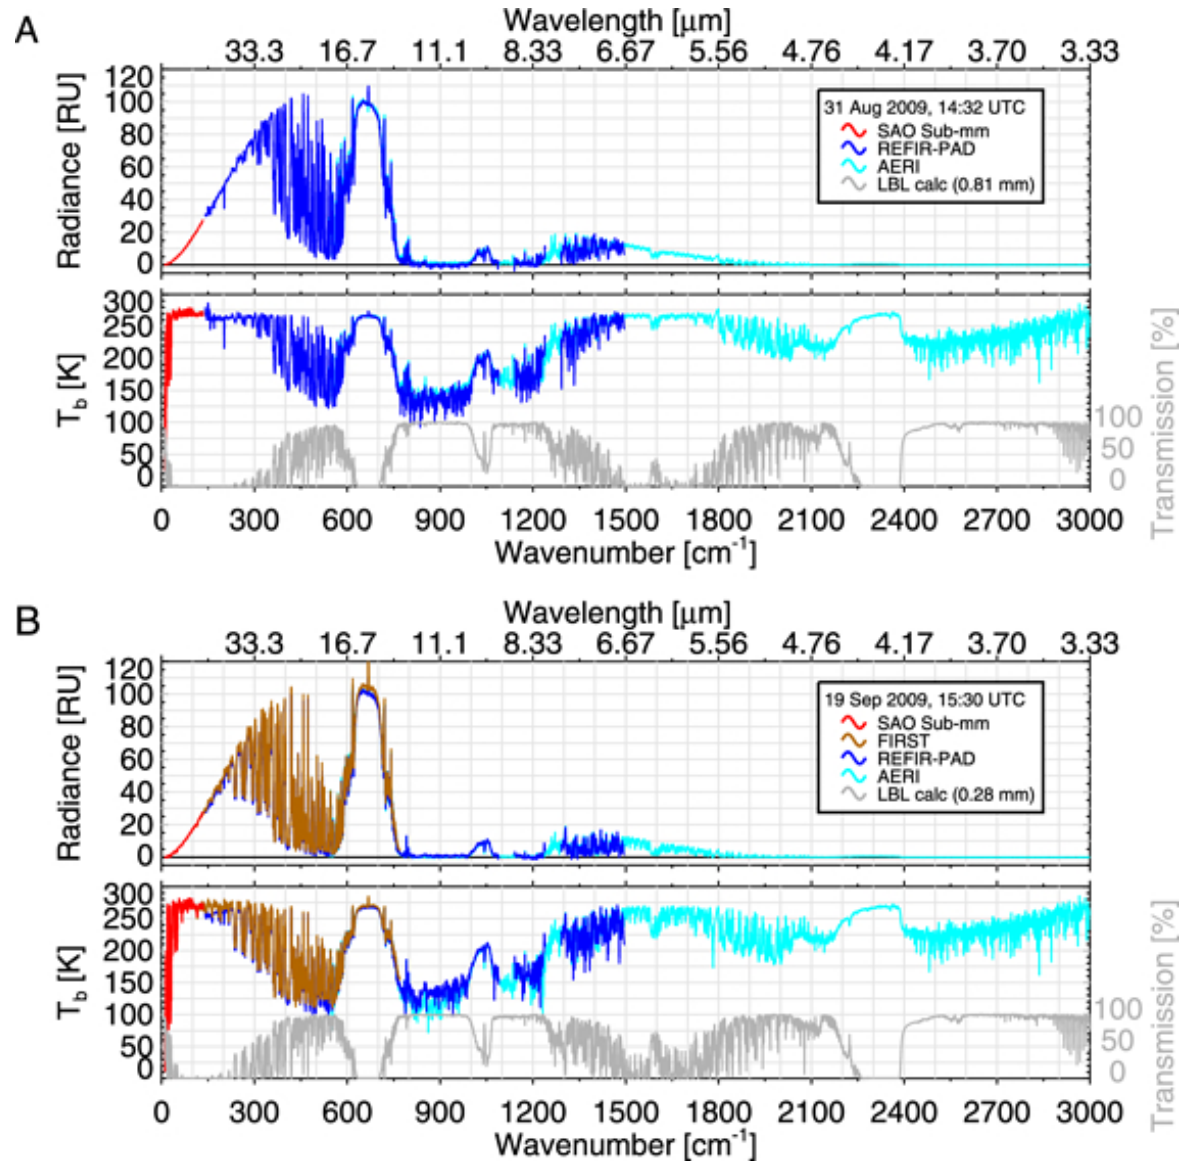 A
Wavelength [μm]
33.3 16.7 11.1 8.33 6.67 5.56 4.76 4.17 3.70 3.33
Radiance [RU]
120
100
80
60
40
20
0
31 Aug 2009, 14:32 UTC
SAO Sub-mm
REFIR-PAD
AERI
LBL calc (0.81 mm)
T_b [K]
300
250
200
150
100
50
0
Transmission [%]
100
50
0
0 300 600 900 1200 1500 1800 2100 2400 2700 3000
Wavenumber [cm⁻¹]
B
Wavelength [μm]
33.3 16.7 11.1 8.33 6.67 5.56 4.76 4.17 3.70 3.33
Radiance [RU]
120
100
80
60
40
20
0
19 Sep 2009, 15:30 UTC
SAO Sub-mm
FIRST
REFIR-PAD
AERI
LBL calc (0.28 mm)
T_b [K]
300
250
200
150
100
50
0
Transmission [%]
100
50
0
0 300 600 900 1200 1500 1800 2100 2400 2700 3000
Wavenumber [cm⁻¹]